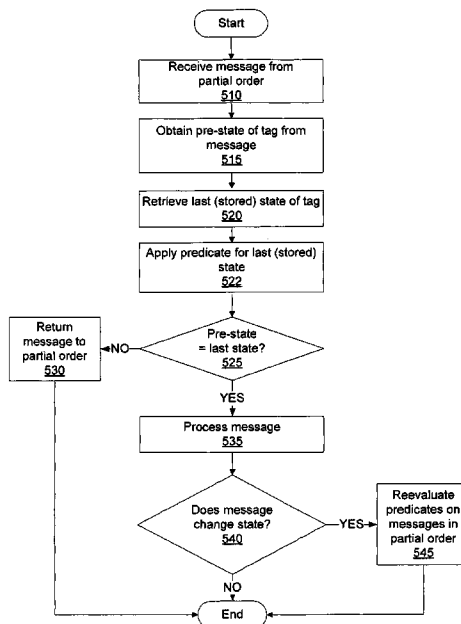 Start
Receive message from
partial order
510
Obtain pre-state of tag from
message
515
Retrieve last (stored) state of tag
520
Apply predicate for last (stored)
state
522
Pre-state
= last state?
525
NO
Return
message to
partial order
530
YES
Process message
535
Does message
change state?
540
YES
Reevaluate
predicates on
messages in
partial order
545
NO
End